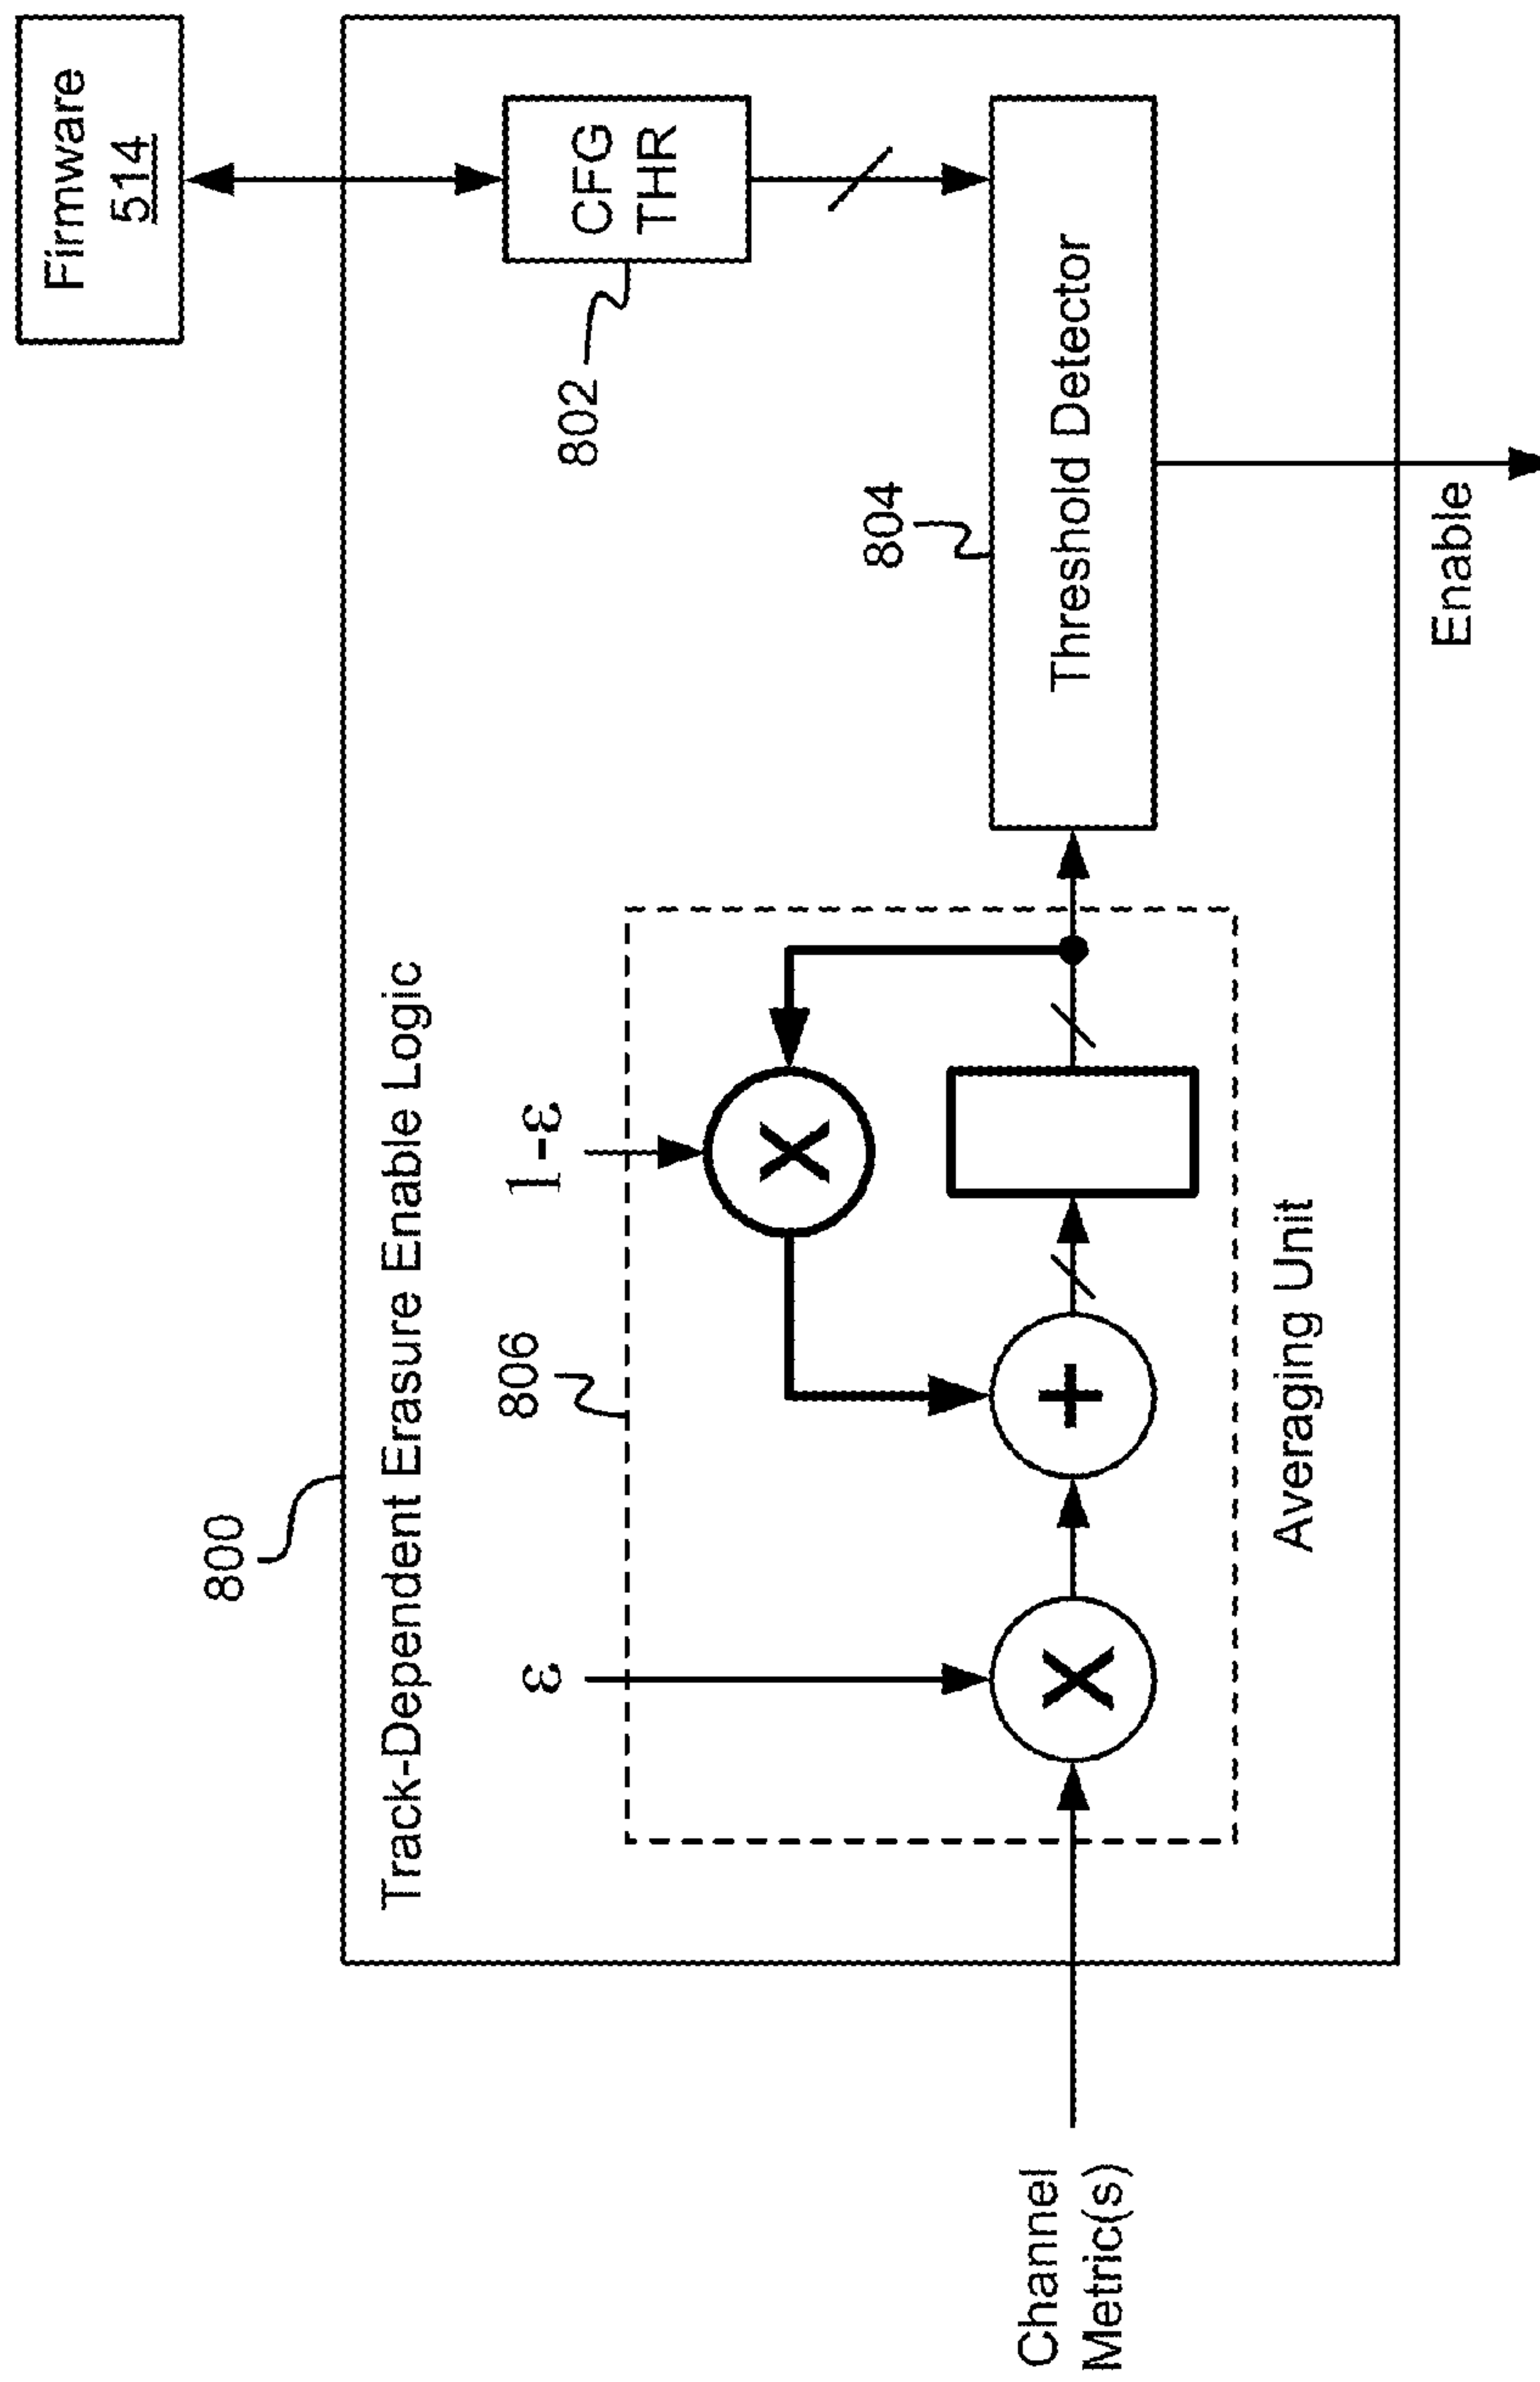 Firmware
514
800
Track-Dependent Erasure Enable Logic
802
CFG
THR
806
ε
1-ε
X
X
+
804
Threshold Detector
Averaging Unit
Channel
Metric(s)
Enable